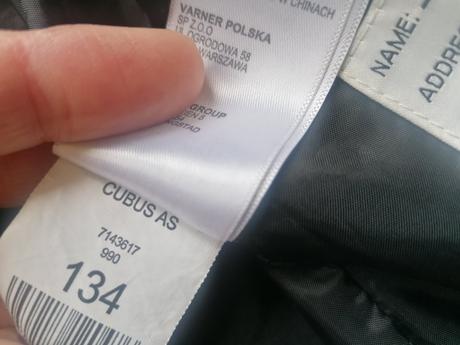 W CHINACH
VARNER POLSKA
SP Z.O.O
UL OGRODOWA 58
WARSZAWA
GROUP
NAME:
ADDRE
CUBUS AS
7143617
990
134